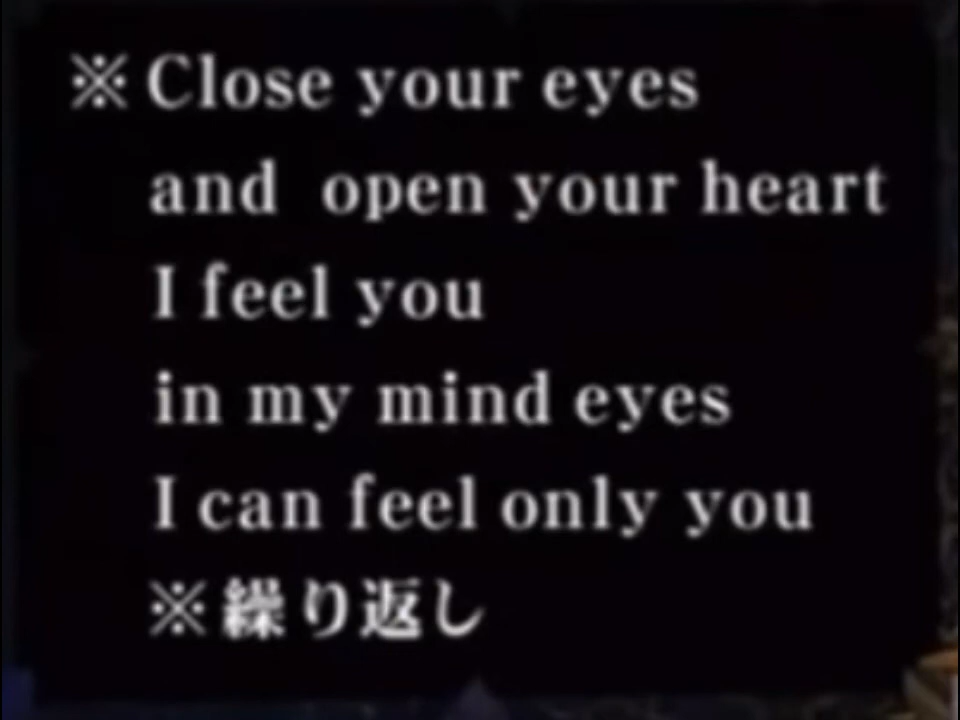 ※Close your eyes
and open your heart
I feel you
in my mind eyes
I can feel only you
※繰り返し